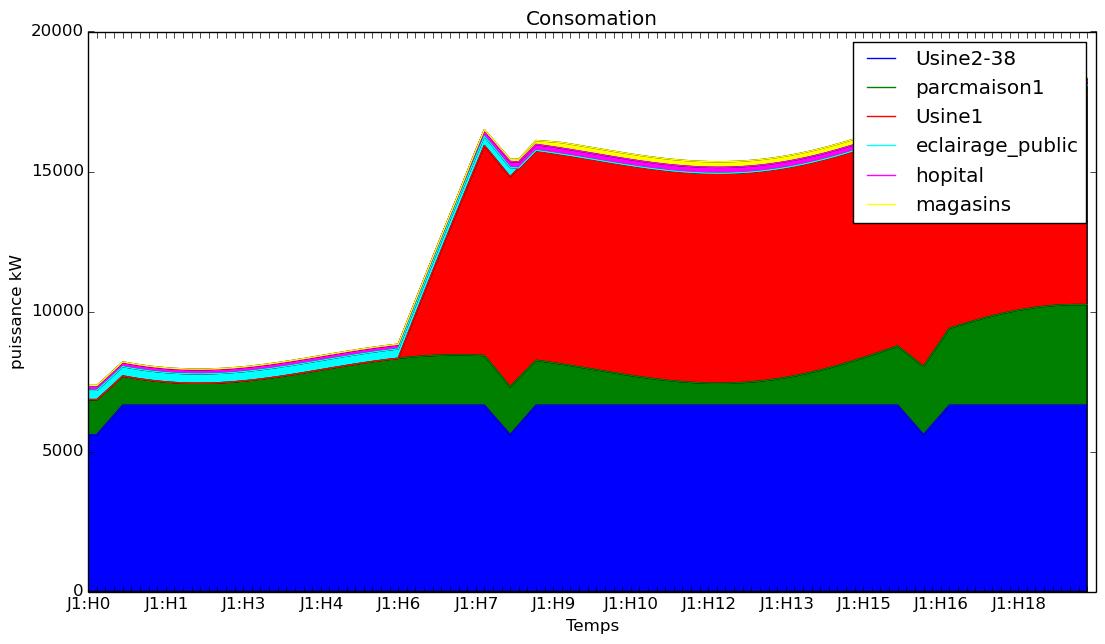 Consomation
20000
15000
10000
5000
0
puissance kW
Usine2-38
parcmaison1
Usine1
eclairage_public
hopital
magasins
J1:H0 J1:H1 J1:H3 J1:H4 J1:H6 J1:H7 J1:H9 J1:H10 J1:H12 J1:H13 J1:H15 J1:H16 J1:H18
Temps